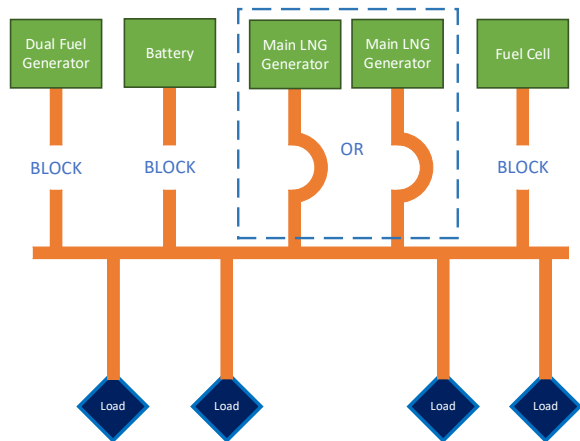 Dual Fuel
Generator
Battery
Main LNG
Generator
Main LNG
Generator
Fuel Cell
BLOCK
BLOCK
OR
BLOCK
Load
Load
Load
Load